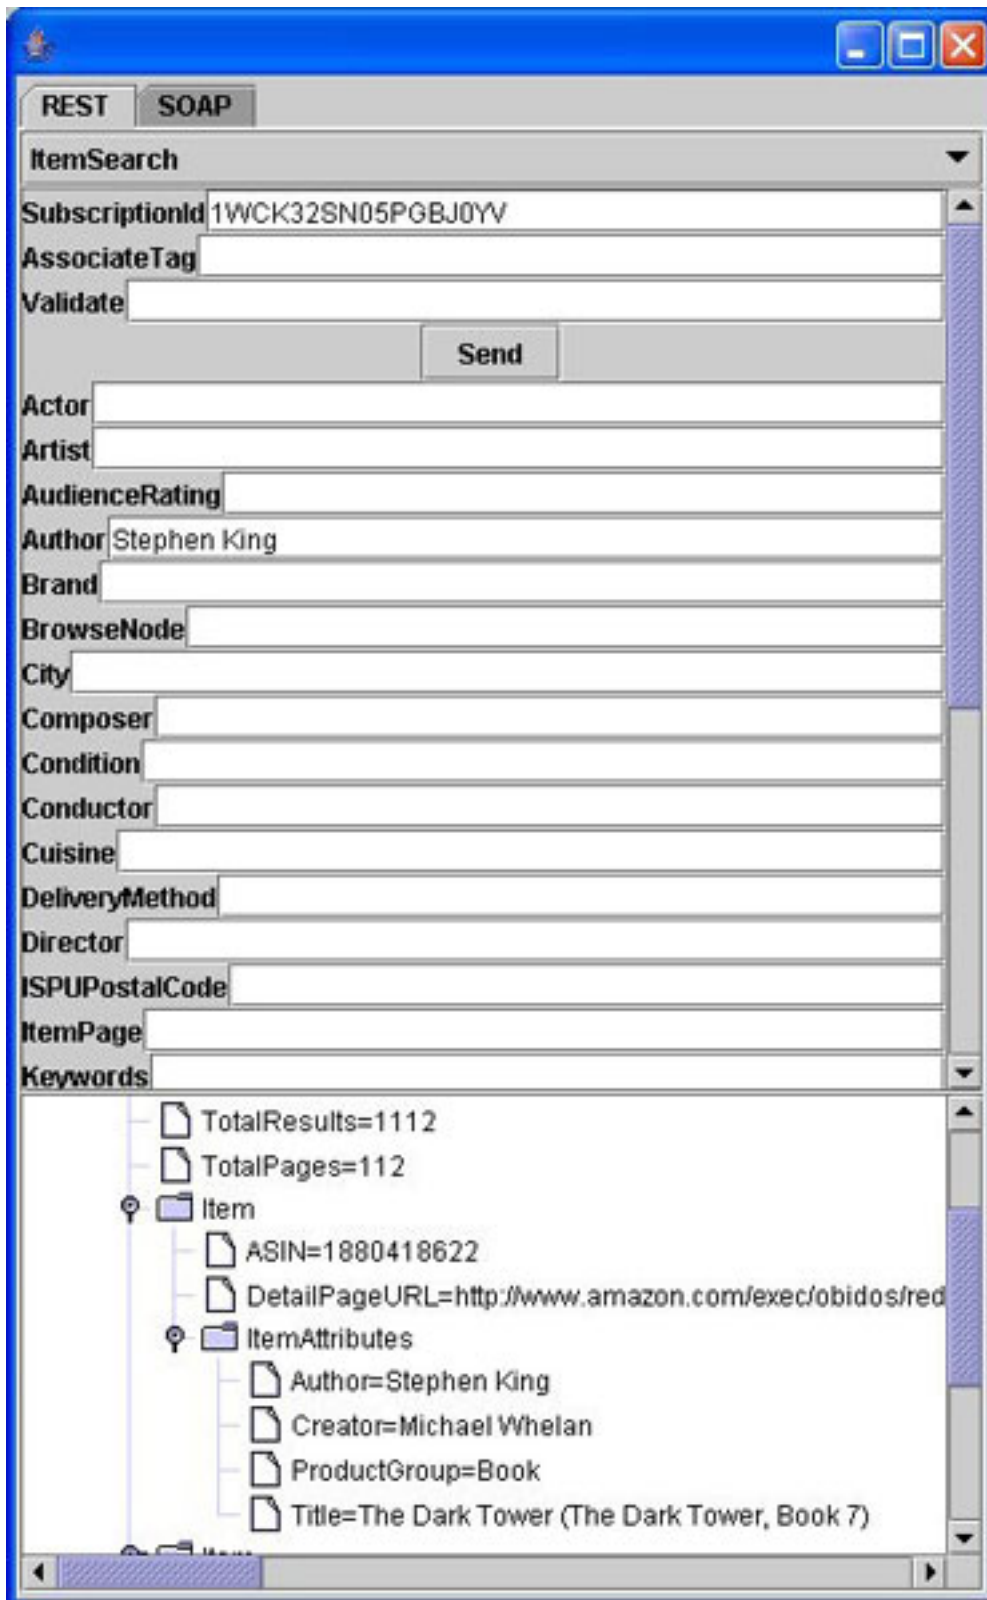 REST SOAP
ItemSearch
SubscriptionId 1WCK32SN05PGBJ0YV
AssociateTag
Validate
Send
Actor
Artist
AudienceRating
Author Stephen King
Brand
BrowseNode
City
Composer
Condition
Conductor
Cuisine
DeliveryMethod
Director
ISPUPostalCode
ItemPage
Keywords
TotalResults=1112
TotalPages=112
Item
ASIN=1880418622
DetailPageURL=http://www.amazon.com/exec/obidos/red
ItemAttributes
Author=Stephen King
Creator=Michael Whelan
ProductGroup=Book
Title=The Dark Tower (The Dark Tower, Book 7)
Item